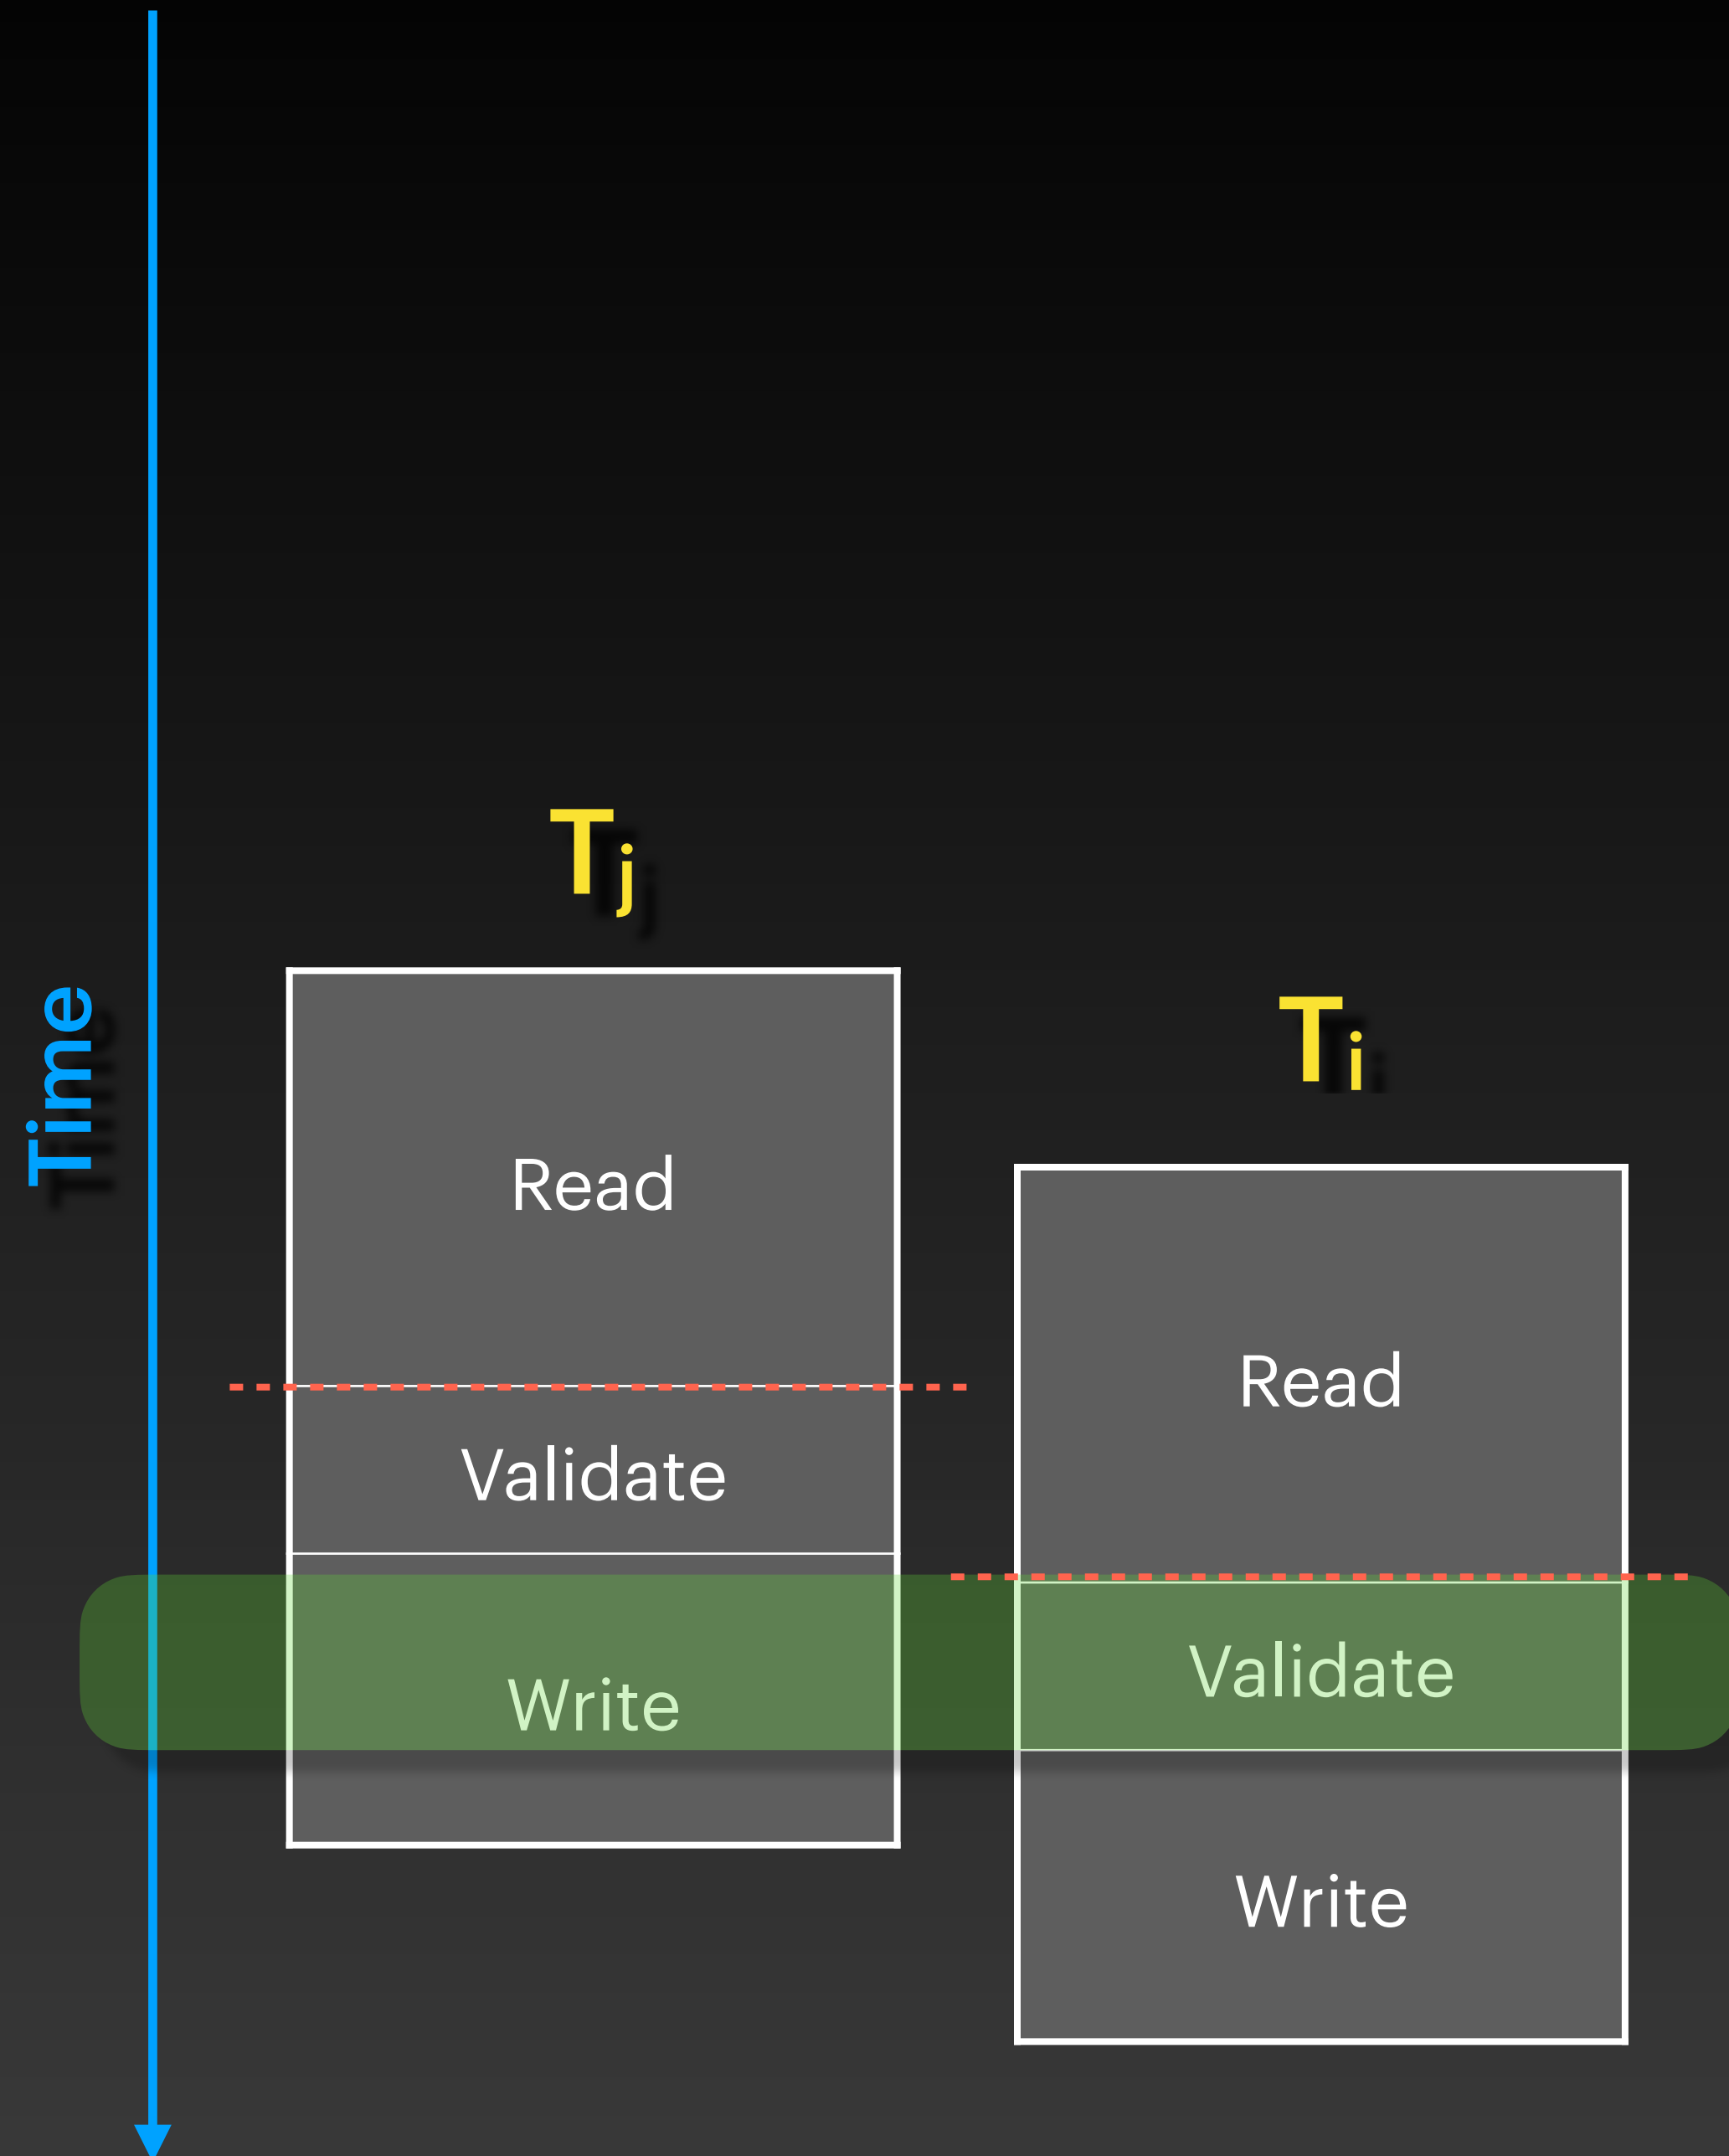 Time
Tj
Read
Validate
Write
Ti
Read
Validate
Write